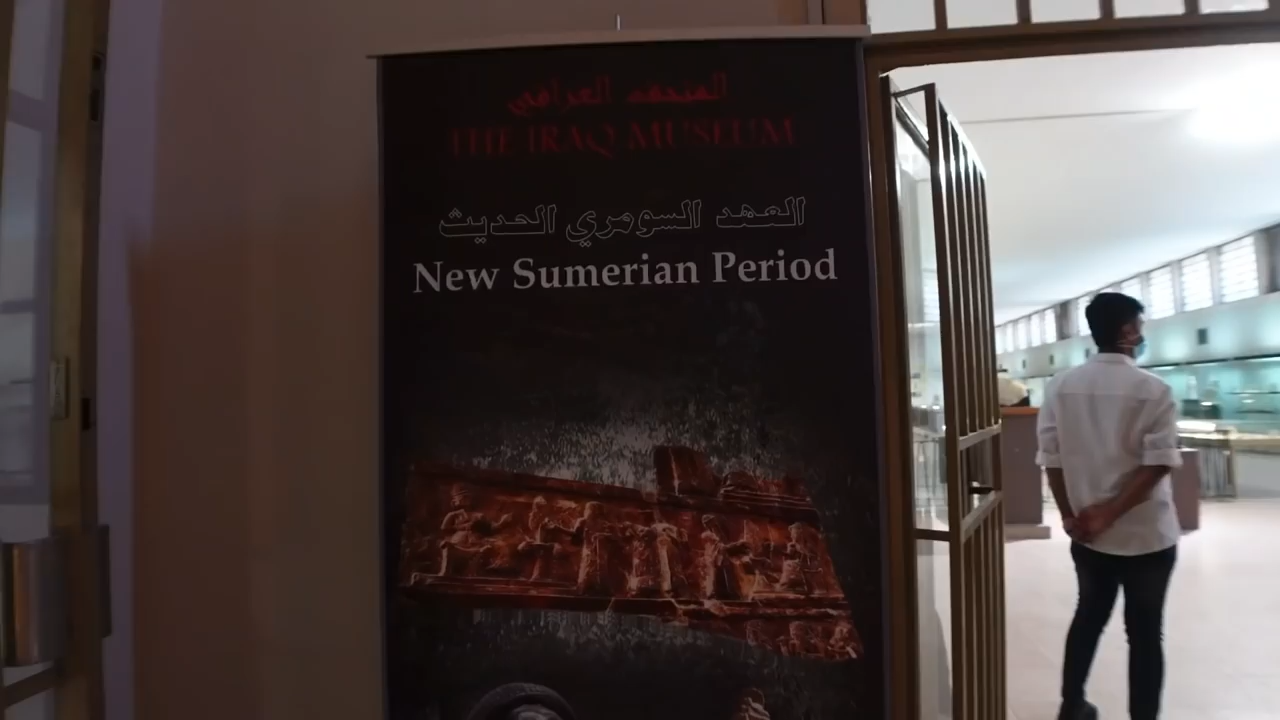 المتحف العراقي
THE IRAQ MUSEUM
العهد السومري الحديث
New Sumerian Period